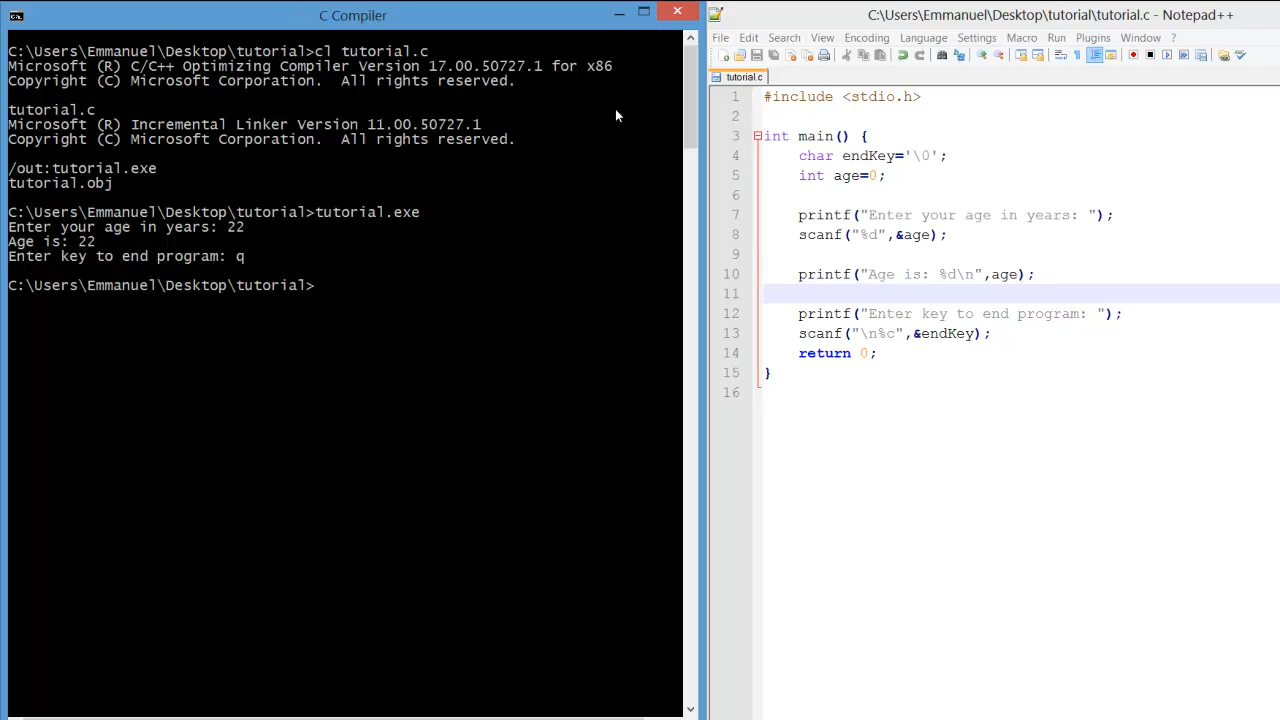 C Compiler
C:\Users\Emmanuel\Desktop\tutorial>cl tutorial.c
Microsoft (R) C/C++ Optimizing Compiler Version 17.00.50727.1 for x86
Copyright (C) Microsoft Corporation.  All rights reserved.
tutorial.c
Microsoft (R) Incremental Linker Version 11.00.50727.1
Copyright (C) Microsoft Corporation.  All rights reserved.
/out:tutorial.exe
tutorial.obj
C:\Users\Emmanuel\Desktop\tutorial>tutorial.exe
Enter your age in years: 22
Age is: 22
Enter key to end program: q
C:\Users\Emmanuel\Desktop\tutorial>
C:\Users\Emmanuel\Desktop\tutorial\tutorial.c - Notepad++
File Edit Search View Encoding Language Settings Macro Run Plugins Window ?
tutorial.c
1 #include <stdio.h>
2
3 int main() {
4 char endKey='\0';
5 int age=0;
6
7 printf("Enter your age in years: ");
8 scanf("%d",&age);
9
10 printf("Age is: %d\n",age);
11
12 printf("Enter key to end program: ");
13 scanf("\n%c",&endKey);
14 return 0;
15 }
16